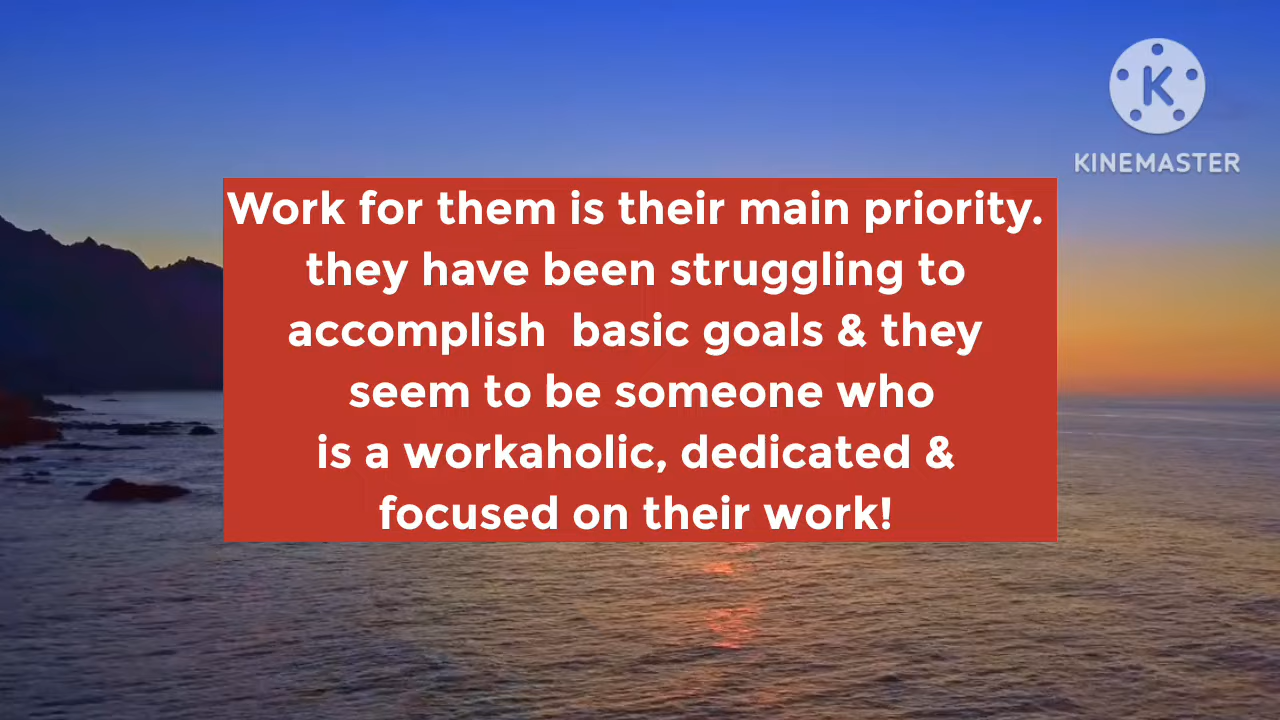 K
KINEMASTER
Work for them is their main priority.
they have been struggling to
accomplish  basic goals & they
seem to be someone who
is a workaholic, dedicated &
focused on their work!